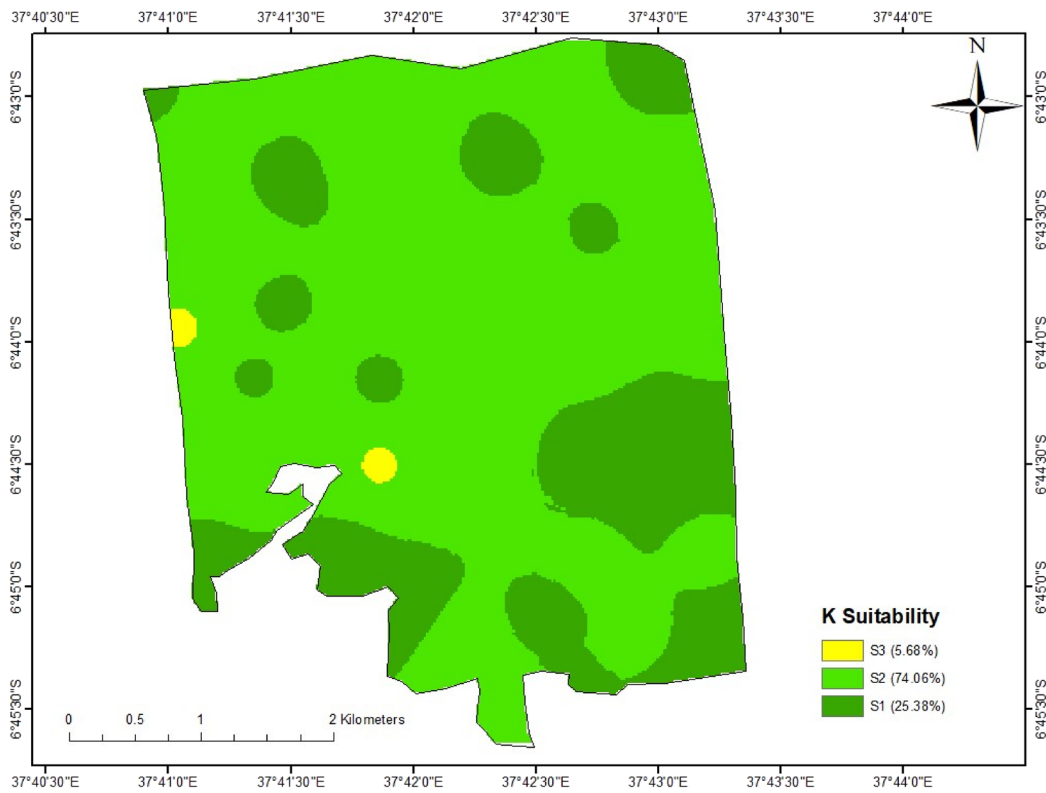 37°40'30"E 37°41'0"E 37°41'30"E 37°42'0"E 37°42'30"E 37°43'0"E 37°43'30"E 37°44'0"E
N
6°43'0"S 6°43'0"S
6°43'30"S 6°43'30"S
6°44'0"S 6°44'0"S
6°44'30"S 6°44'30"S
6°45'0"S 6°45'0"S
K Suitability
S3 (5.68%)
S2 (74.06%)
S1 (25.38%)
6°45'30"S 6°45'30"S
0 0.5 1 2 Kilometers
37°40'30"E 37°41'0"E 37°41'30"E 37°42'0"E 37°42'30"E 37°43'0"E 37°43'30"E 37°44'0"E